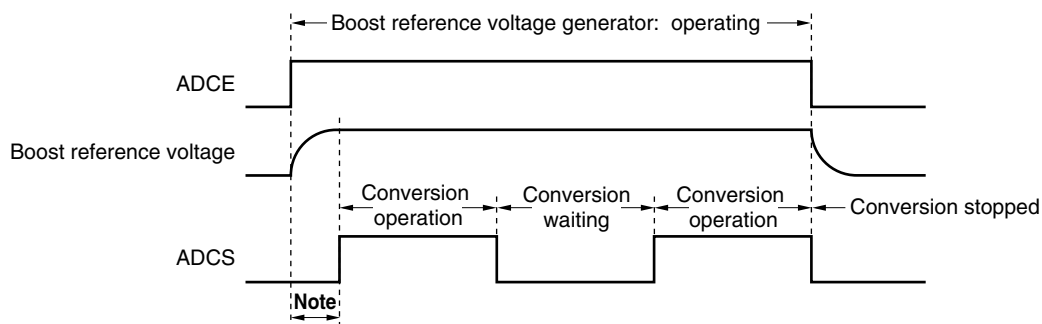 Boost reference voltage generator: operating
ADCE
Boost reference voltage
Conversion operation
Conversion waiting
Conversion operation
Conversion stopped
ADCS
Note